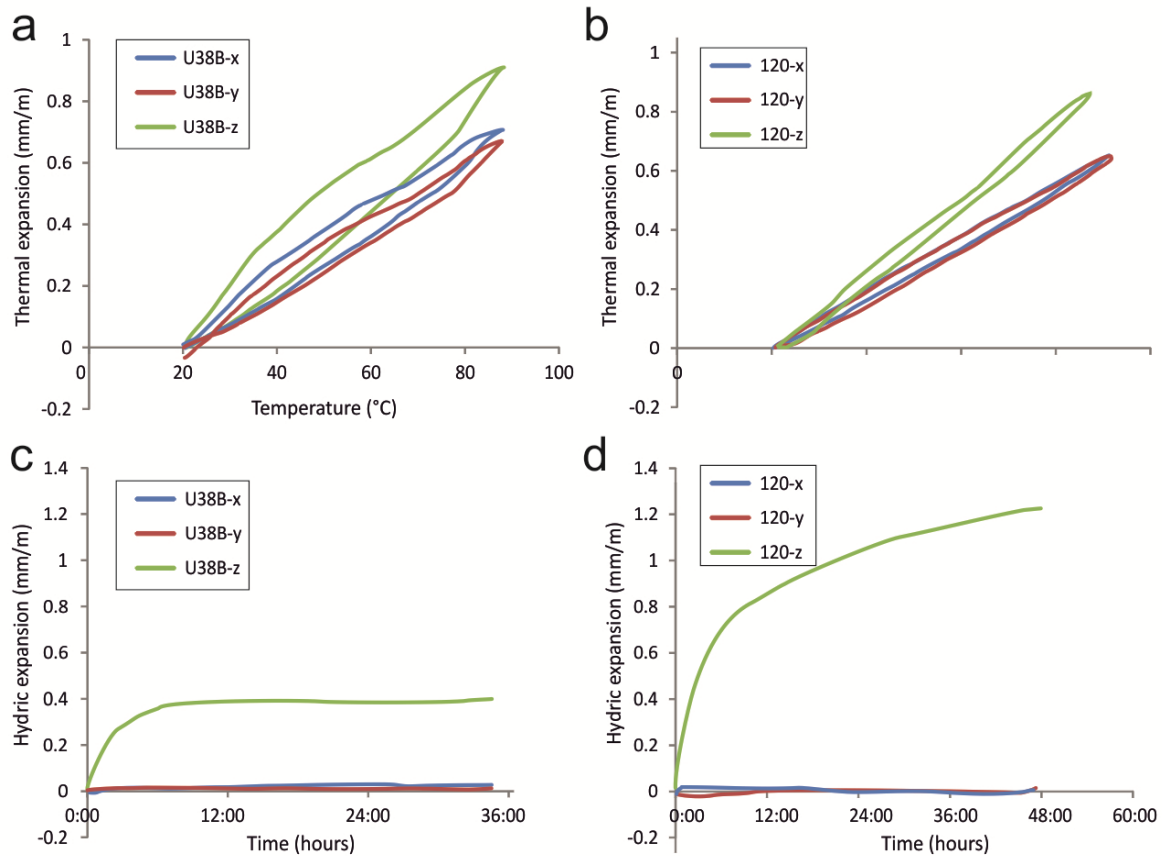 a
Thermal expansion (mm/m)
1
0.8
0.6
0.4
0.2
0
-0.2
U38B-x
U38B-y
U38B-z
0
20
40
60
80
100
Temperature (°C)
b
Thermal expansion (mm/m)
1
0.8
0.6
0.4
0.2
0
-0.2
120-x
120-y
120-z
0
c
Hydric expansion (mm/m)
1.4
1.2
1
0.8
0.6
0.4
0.2
0
-0.2
U38B-x
U38B-y
U38B-z
0:00
12:00
24:00
36:00
Time (hours)
d
Hydric expansion (mm/m)
1.4
1.2
1
0.8
0.6
0.4
0.2
0
-0.2
120-x
120-y
120-z
0:00
12:00
24:00
36:00
48:00
60:00
Time (hours)